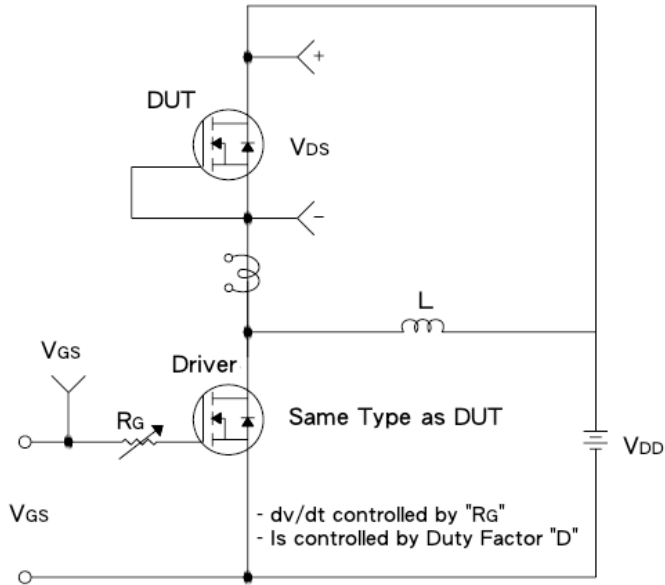 +
DUT
VDS
-
L
VGS
Driver
RG
Same Type as DUT
VDD
VGS
- dv/dt controlled by "RG"
- Is controlled by Duty Factor "D"